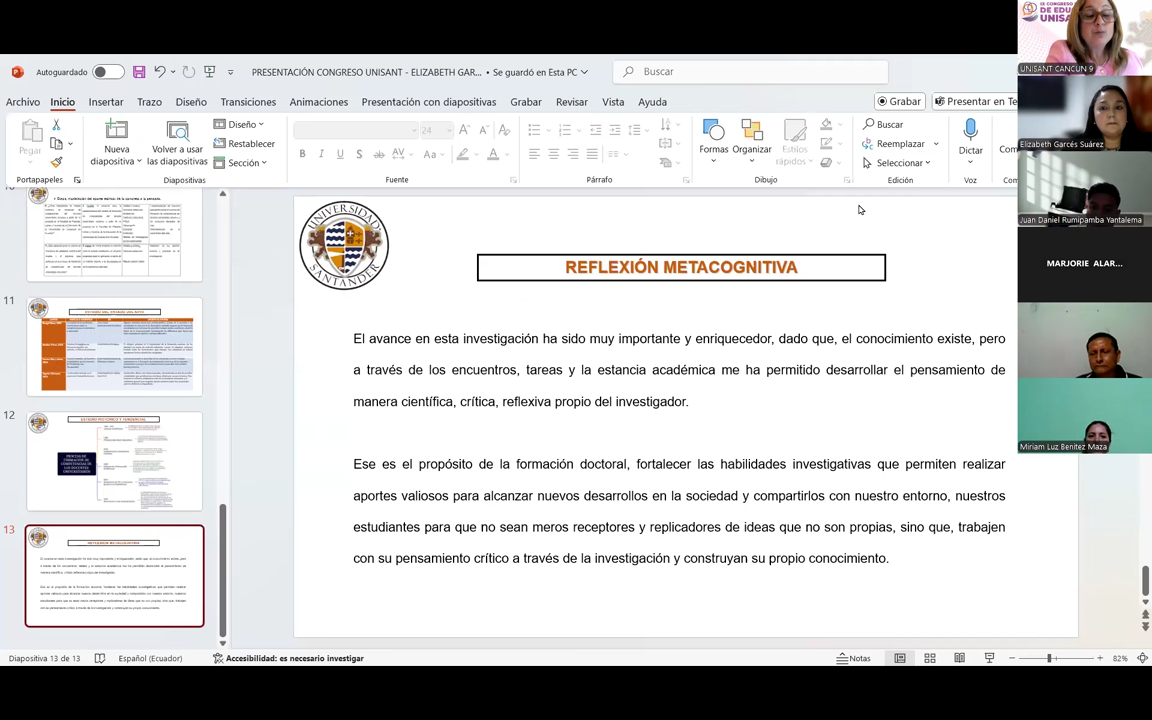 IX CONGRESO
DE EDU
UNISA
UNISANT CANCÚN 9
Autoguardado
PRESENTACIÓN CONGRESO UNISANT - ELIZABETH GAR... • Se guardó en Esta PC
Buscar
Archivo Inicio Insertar Trazo Diseño Transiciones Animaciones Presentación con diapositivas Grabar Revisar Vista Ayuda
Grabar
Presentar en Te
Pegar
Nueva diapositiva
Volver a usar las diapositivas
Diseño
Restablecer
Sección
24
Formas
Organizar
Estilos rápidos
Buscar
Reemplazar
Seleccionar
Dictar
Portapapeles
Diapositivas
Fuente
Párrafo
Dibujo
Edición
Voz
Elizabeth Garcés Suárez
Juan Daniel Rumipamba Yantalema
MARJORIE ALAR...
Miriam Luz Benítez Maza
11
12
13
UNIVERSIDAD
SANTANDER
REFLEXIÓN METACOGNITIVA
El avance en esta investigación ha sido muy importante y enriquecedor, dado que, el conocimiento existe, pero
a través de los encuentros, tareas y la estancia académica me ha permitido desarrollar el pensamiento de
manera científica, crítica, reflexiva propio del investigador.
Ese es el propósito de la formación doctoral, fortalecer las habilidades investigativas que permiten realizar
aportes valiosos para alcanzar nuevos desarrollos en la sociedad y compartirlos con nuestro entorno, nuestros
estudiantes para que no sean meros receptores y replicadores de ideas que no son propias, sino que, trabajen
con su pensamiento crítico a través de la investigación y construyan su propio conocimiento.
Diapositiva 13 de 13
Español (Ecuador)
Accesibilidad: es necesario investigar
Notas
82%